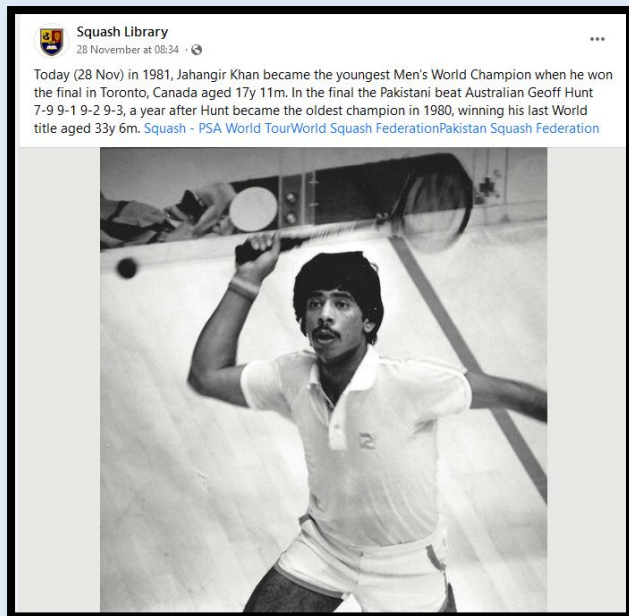 Squash Library
28 November at 08:34 ·
Today (28 Nov) in 1981, Jahangir Khan became the youngest Men's World Champion when he won
the final in Toronto, Canada aged 17y 11m. In the final the Pakistani beat Australian Geoff Hunt
7-9 9-1 9-2 9-3, a year after Hunt became the oldest champion in 1980, winning his last World
title aged 33y 6m. Squash - PSA World TourWorld Squash FederationPakistan Squash Federation